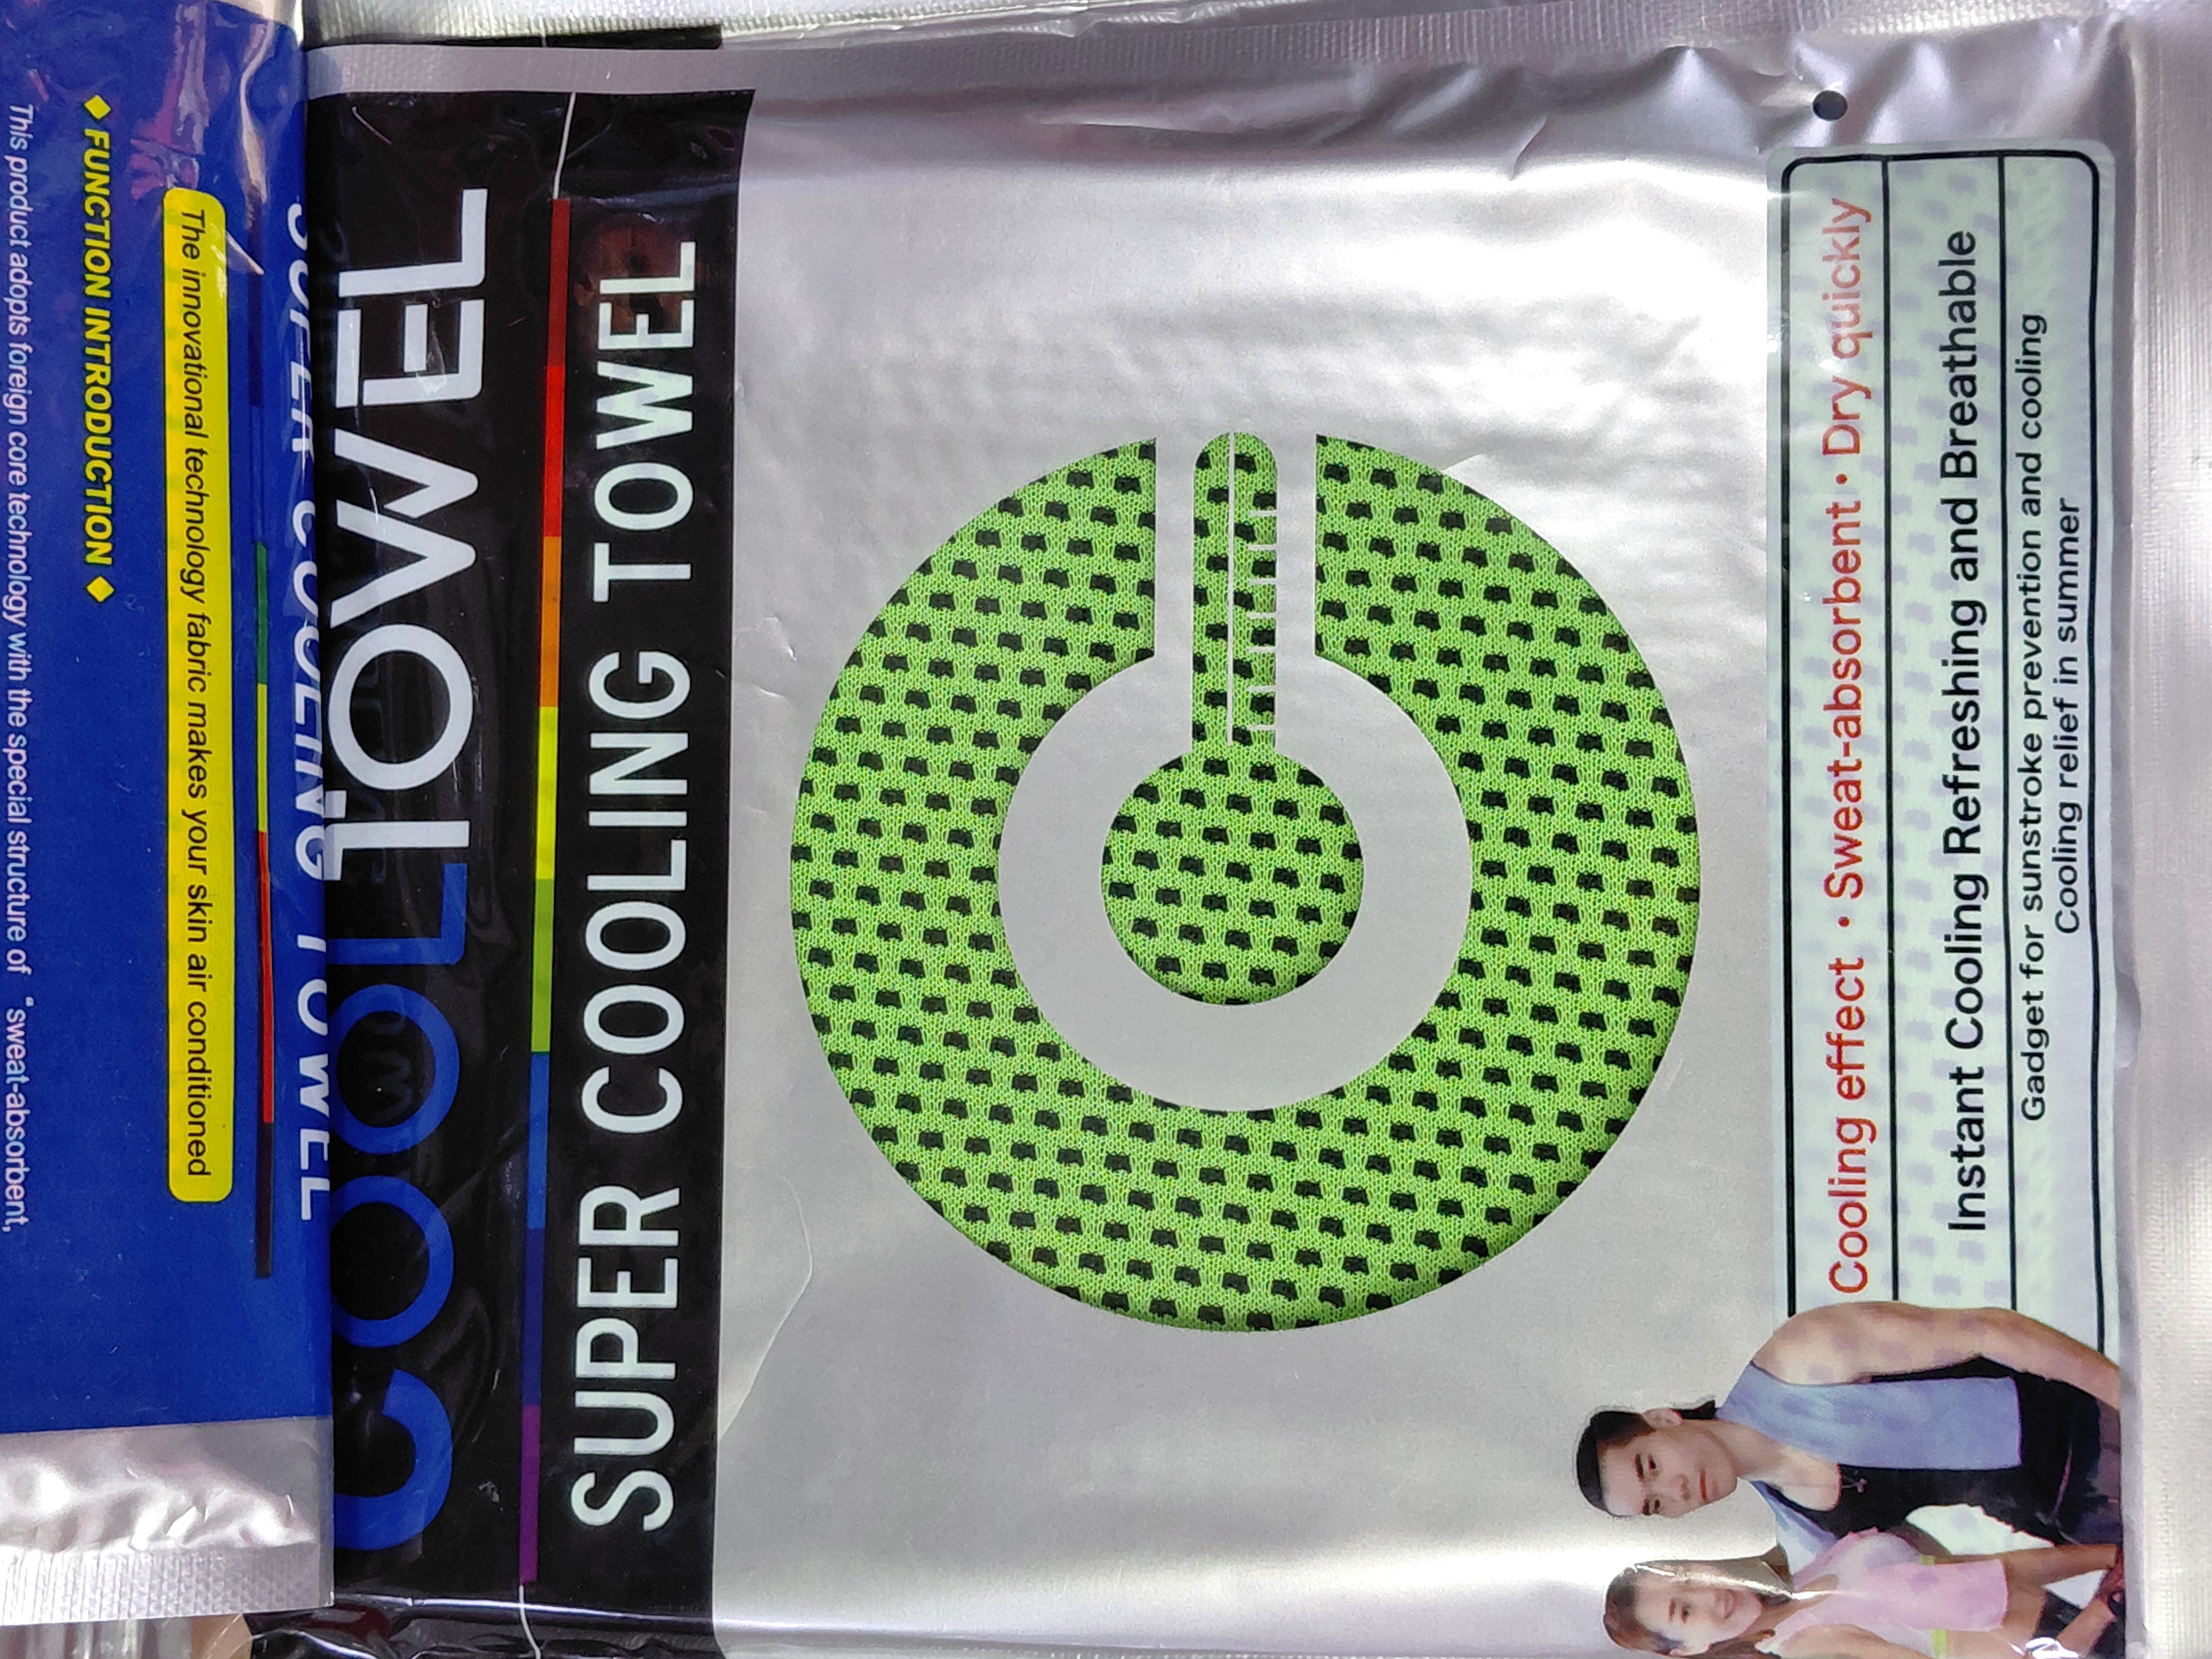 COOL TOWEL
SUPER COOLING TOWEL
Cooling effect · Sweat-absorbent · Dry quickly
Instant Cooling Refreshing and Breathable
Gadget for sunstroke prevention and cooling
Cooling relief in summer
SUPER COOLING TOWEL
The innovational technology fabric makes your skin air conditioned
◆ FUNCTION INTRODUCTION ◆
This product adopts foreign core technology with the special structure of “sweat-absorbent,